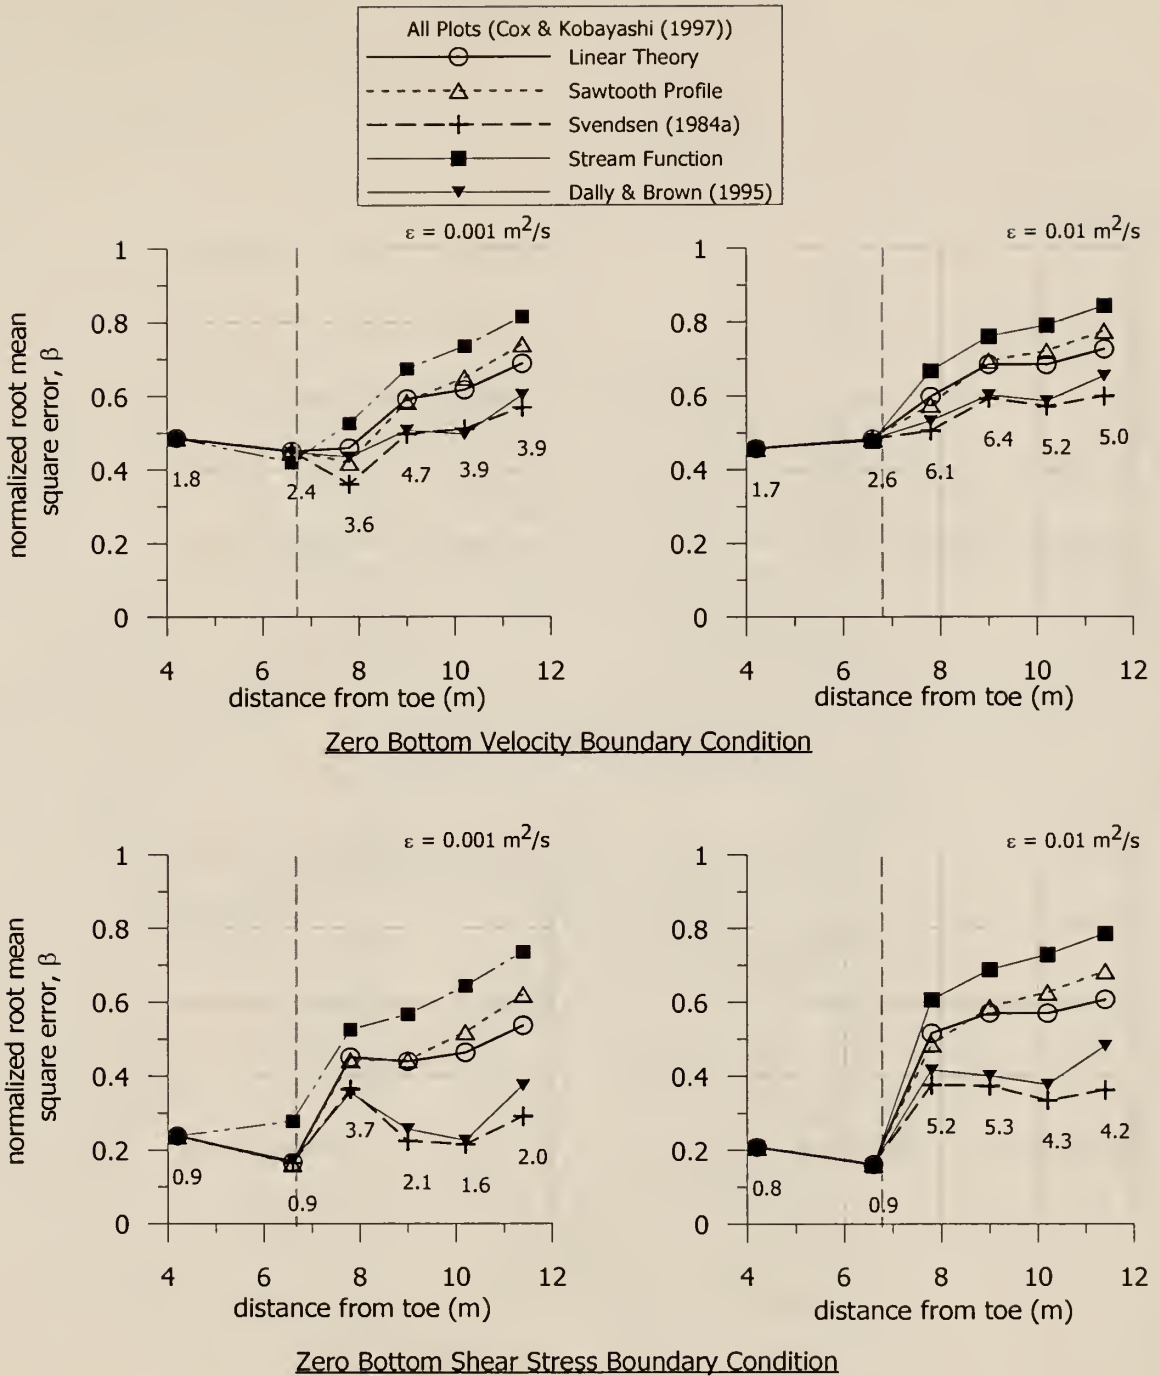 All Plots (Cox & Kobayashi (1997))
Linear Theory
Sawtooth Profile
Svendsen (1984a)
Stream Function
Dally & Brown (1995)
ε = 0.001 m²/s
normalized root mean
square error, β
1
0.8
0.6
0.4
0.2
0
1.8
2.4
3.6
4.7
3.9
3.9
4 6 8 10 12
distance from toe (m)
ε = 0.01 m²/s
1
0.8
0.6
0.4
0.2
0
1.7
2.6
6.1
6.4
5.2
5.0
4 6 8 10 12
distance from toe (m)
Zero Bottom Velocity Boundary Condition
ε = 0.001 m²/s
normalized root mean
square error, β
1
0.8
0.6
0.4
0.2
0
0.9
0.9
3.7
2.1
1.6
2.0
4 6 8 10 12
distance from toe (m)
ε = 0.01 m²/s
1
0.8
0.6
0.4
0.2
0
0.8
0.9
5.2
5.3
4.3
4.2
4 6 8 10 12
distance from toe (m)
Zero Bottom Shear Stress Boundary Condition